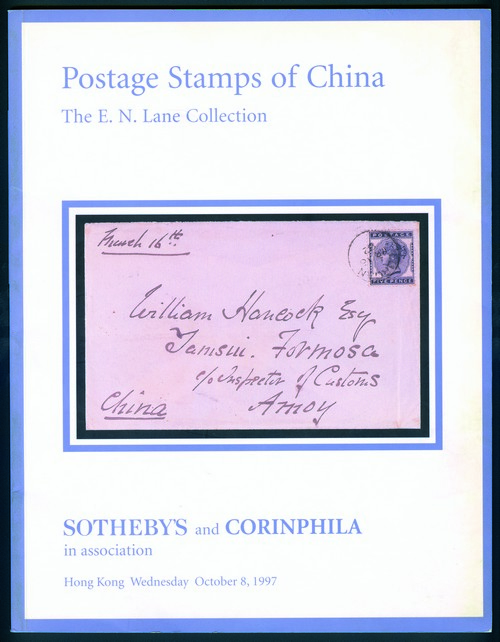 Postage Stamps of China
The E. N. Lane Collection
March 16th.
POSTAGE
FIVE PENCE
William Hancock Esq
Tamsui. Formosa
c/o Inspector of Customs
Amoy
China
SOTHEBY'S and CORINPHILA
in association
Hong Kong Wednesday October 8, 1997